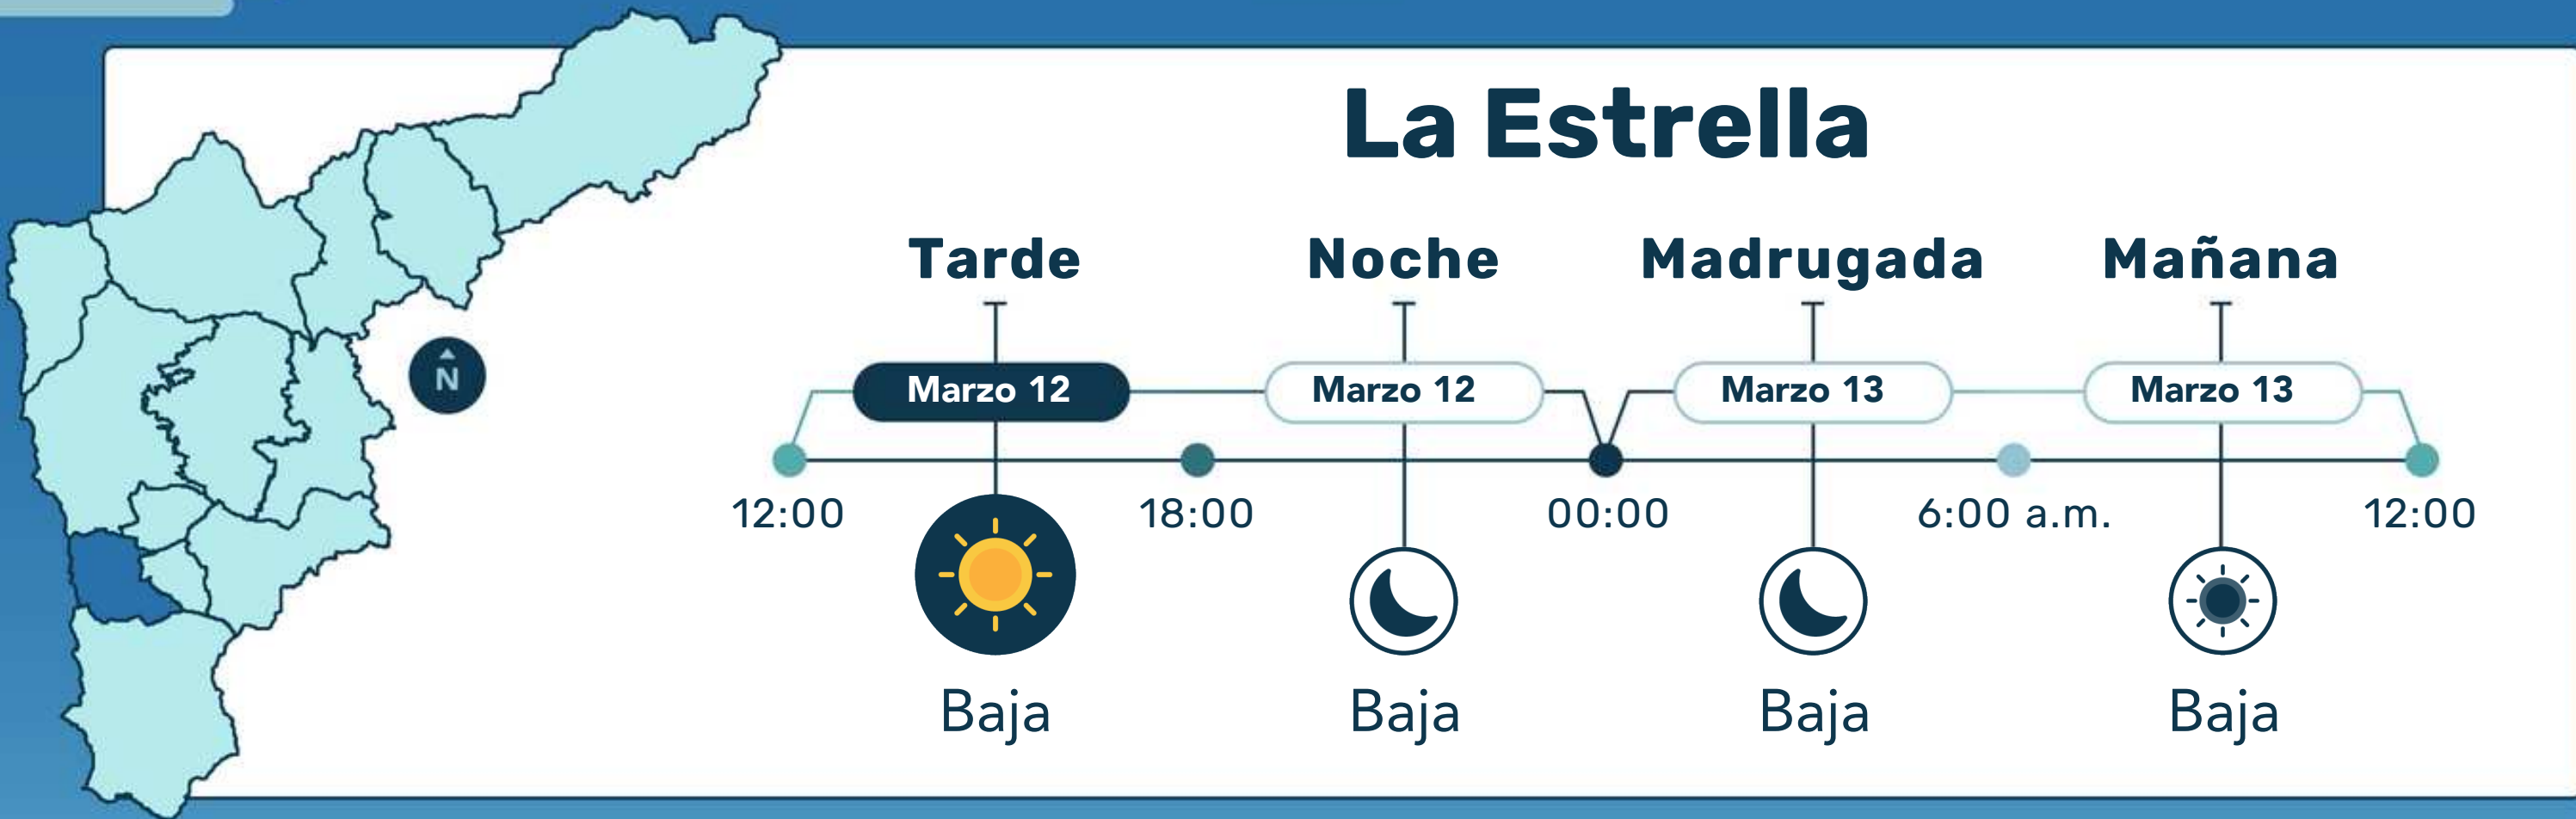 La Estrella
Tarde Noche Madrugada Mañana
N
Marzo 12 Marzo 12 Marzo 13 Marzo 13
12:00 18:00 00:00 6:00 a.m. 12:00
Baja Baja Baja Baja